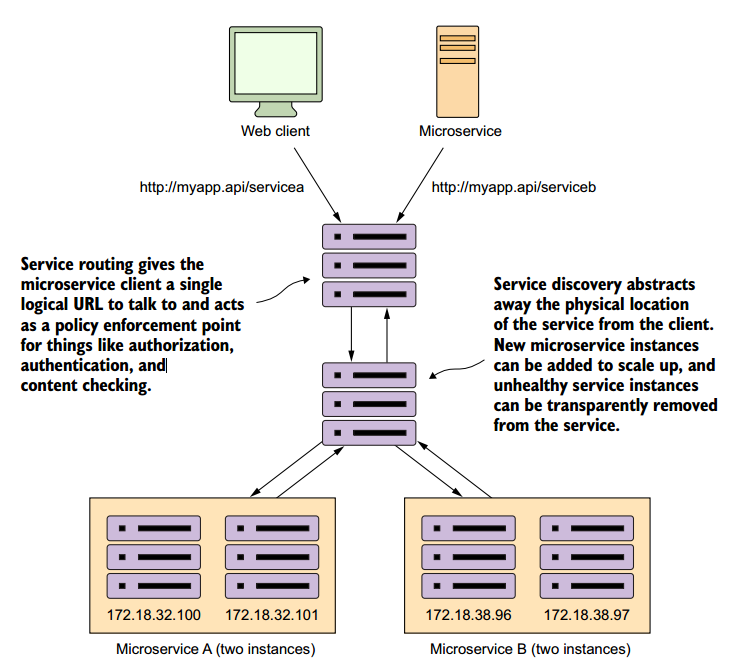 Web client
Microservice
http://myapp.api/servicea
http://myapp.api/serviceb
Service routing gives the
microservice client a single
logical URL to talk to and acts
as a policy enforcement point
for things like authorization,
authentication, and
content checking.
Service discovery abstracts
away the physical location
of the service from the client.
New microservice instances
can be added to scale up, and
unhealthy service instances
can be transparently removed
from the service.
172.18.32.100
172.18.32.101
172.18.38.96
172.18.38.97
Microservice A (two instances)
Microservice B (two instances)